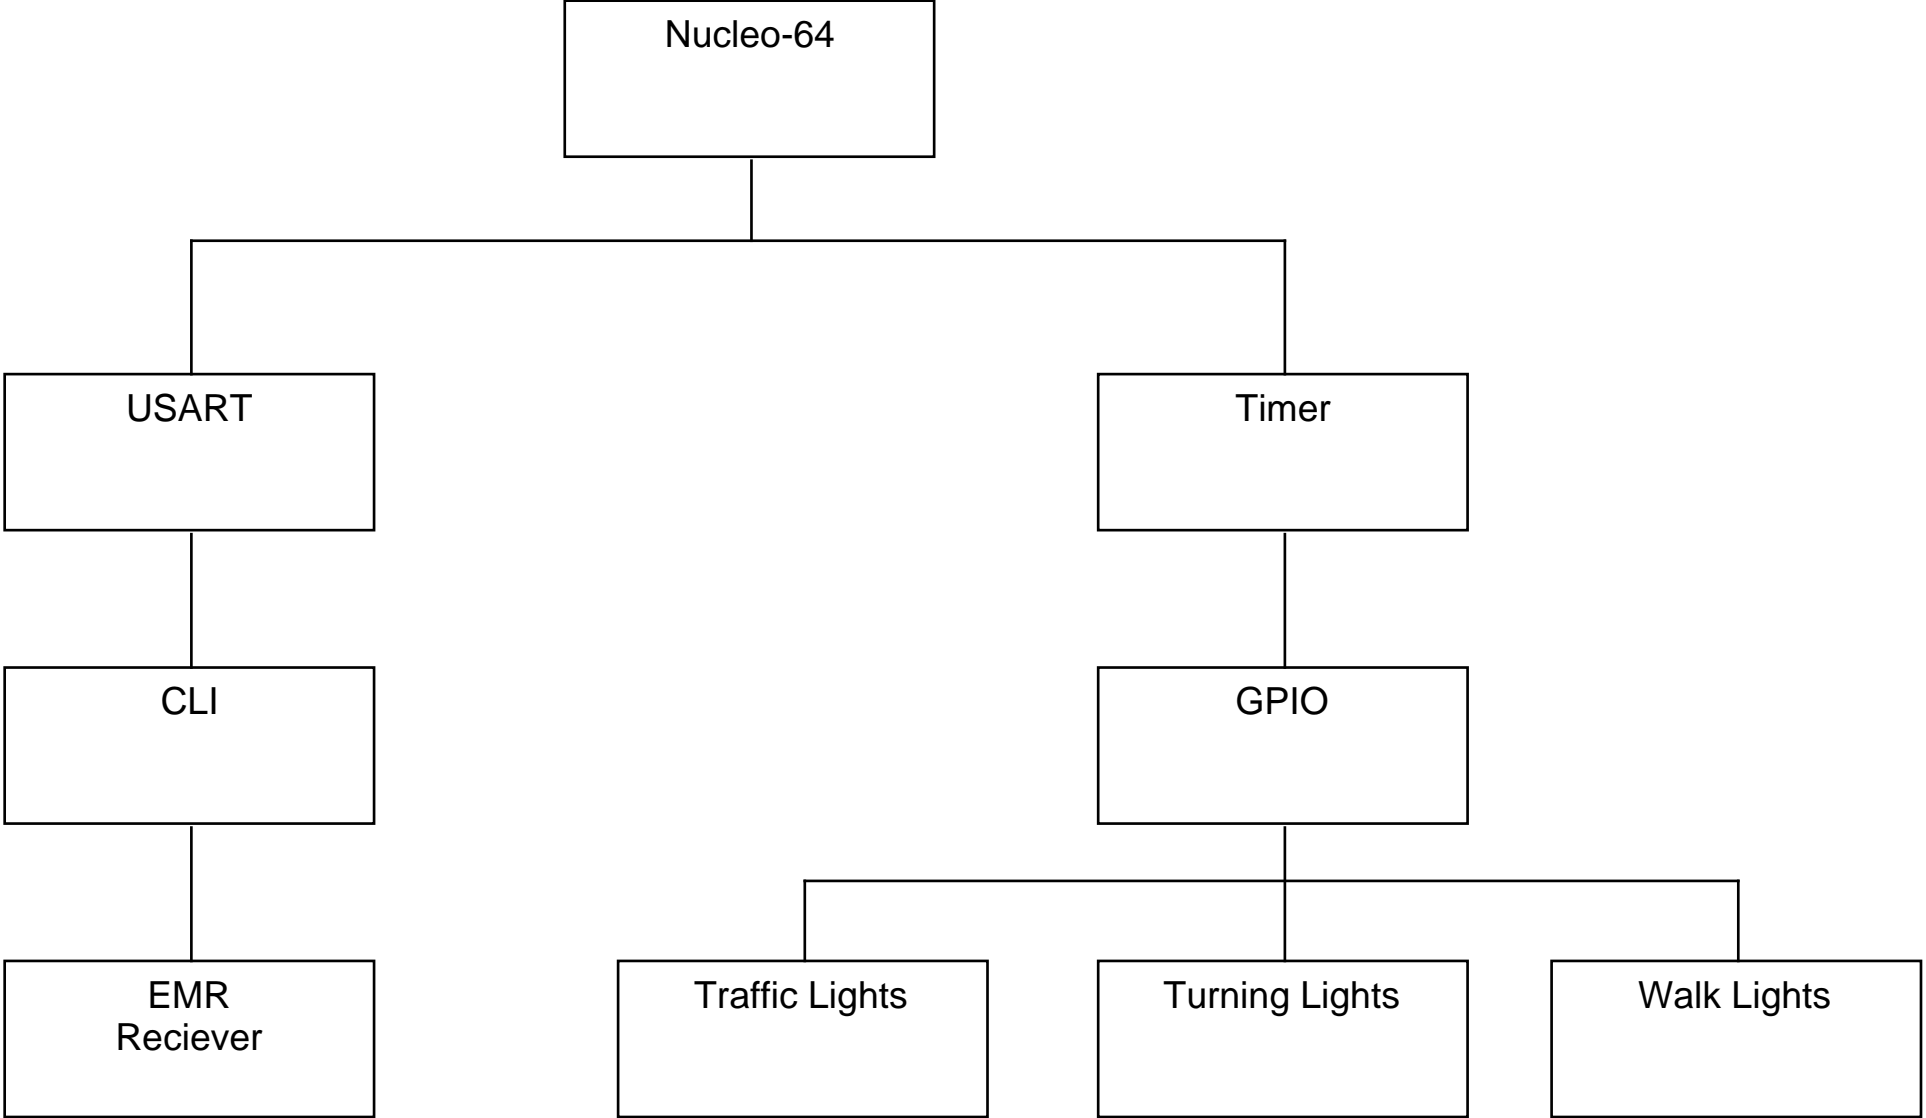 Nucleo-64
USART
Timer
CLI
GPIO
EMR
Reciever
Traffic Lights
Turning Lights
Walk Lights